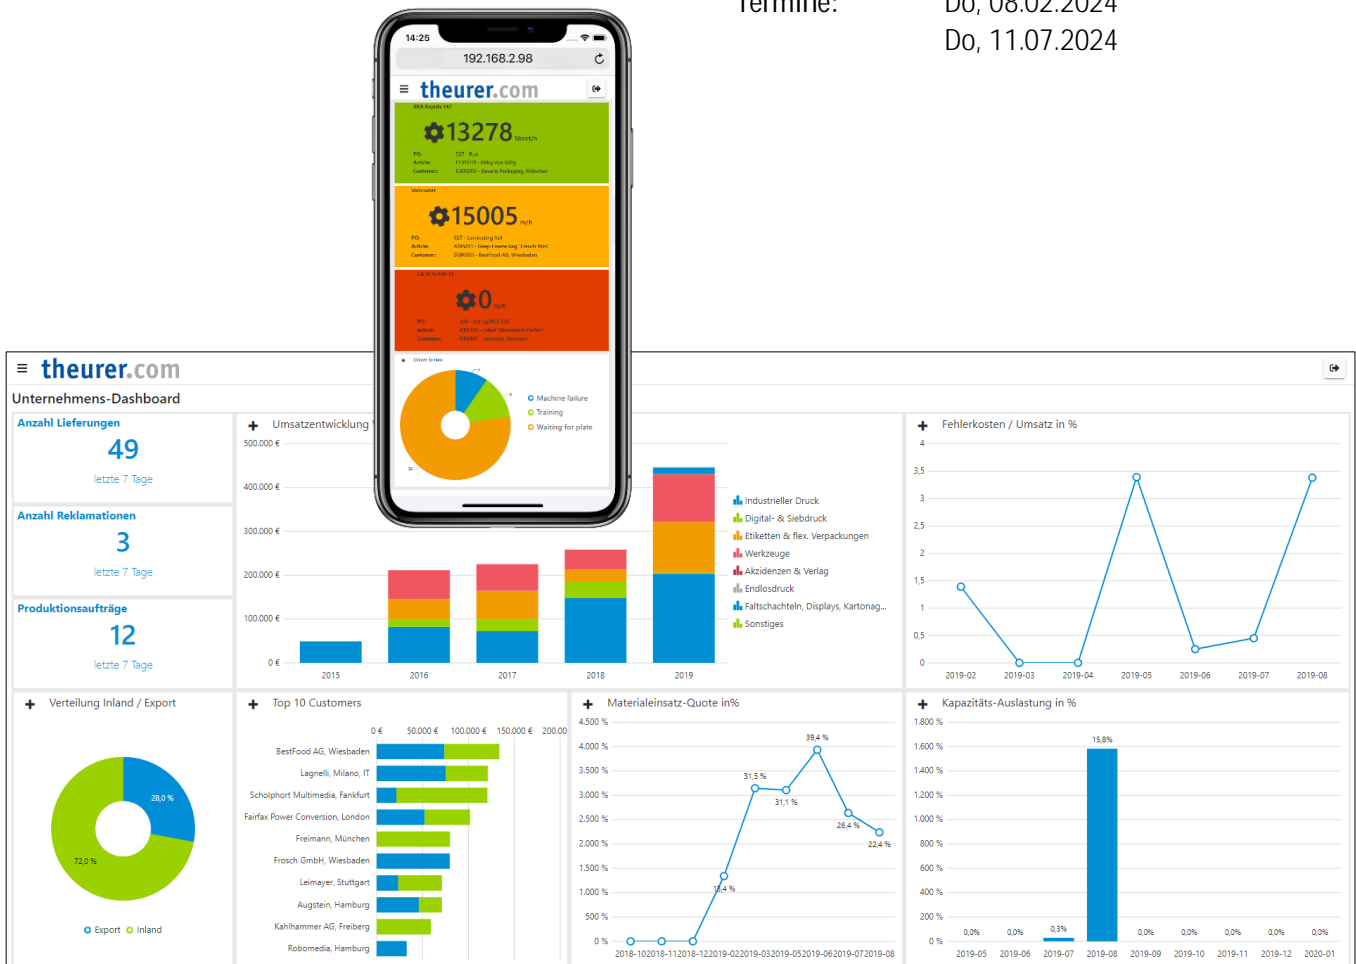 Termine: Do, 08.02.2024
Do, 11.07.2024
14:25
192.168.2.98
theurer.com
13278 Sheet/h
PO:
Article:
Customer:
Varicoater
15005 m/h
PO: 627 - Laminating foil
Article:
Customer: BestFood AG, Wiesbaden
0 m/h
PO:
Article:
Customer:
Down times
Machine failure
Training
Waiting for plate
theurer.com
Unternehmens-Dashboard
Anzahl Lieferungen
49
letzte 7 Tage
Anzahl Reklamationen
3
letzte 7 Tage
Produktionsaufträge
12
letzte 7 Tage
Umsatzentwicklung
500.000 €
400.000 €
300.000 €
200.000 €
100.000 €
0 €
2015 2016 2017 2018 2019
Industrieller Druck
Digital- & Siebdruck
Etiketten & flex. Verpackungen
Werkzeuge
Akzidenzen & Verlag
Endlosdruck
Faltschachteln, Displays, Kartonag...
Sonstiges
Fehlerkosten / Umsatz in %
4
3,5
3
2,5
2
1,5
1
0,5
0
2019-02 2019-03 2019-04 2019-05 2019-06 2019-07 2019-08
Verteilung Inland / Export
28,0 %
72,0 %
Export Inland
Top 10 Customers
0 € 50.000 € 100.000 € 150.000 € 200.00
BestFood AG, Wiesbaden
Lagnelli, Milano, IT
Scholphort Multimedia, Fankfurt
Fairfax Power Conversion, London
Freimann, München
Frosch GmbH, Wiesbaden
Leimayer, Stuttgart
Augstein, Hamburg
Kahlhammer AG, Freiberg
Robomedia, Hamburg
Materialeinsatz-Quote in%
4.500 %
4.000 %
3.500 %
3.000 %
2.500 %
2.000 %
1.500 %
1.000 %
500 %
0 %
13,4 %
31,5 %
31,1 %
39,4 %
26,4 %
22,4 %
2018-10 2018-11 2018-12 2019-02 2019-03 2019-05 2019-06 2019-07 2019-08
Kapazitäts-Auslastung in %
1.800 %
1.600 %
1.400 %
1.200 %
1.000 %
800 %
600 %
400 %
200 %
0 %
0,0% 0,0% 0,3% 15,8% 0,0% 0,0% 0,0% 0,0% 0,0%
2019-05 2019-06 2019-07 2019-08 2019-09 2019-10 2019-11 2019-12 2020-01